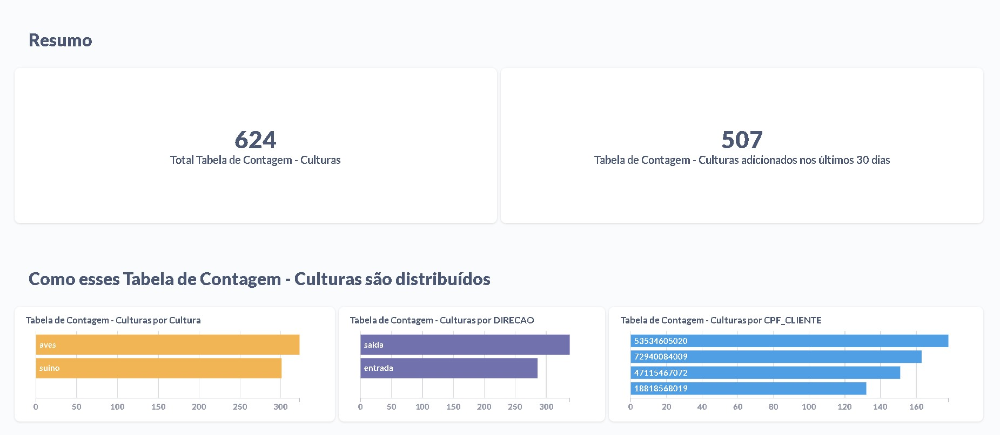 Resumo
624
Total Tabela de Contagem - Culturas
507
Tabela de Contagem - Culturas adicionados nos últimos 30 dias
Como esses Tabela de Contagem - Culturas são distribuídos
Tabela de Contagem - Culturas por Cultura
aves
suino
0 50 100 150 200 250 300
Tabela de Contagem - Culturas por DIRECAO
saida
entrada
0 50 100 150 200 250 300
Tabela de Contagem - Culturas por CPF_CLIENTE
53534605020
72940084009
47115467072
18818568019
0 20 40 60 80 100 120 140 160